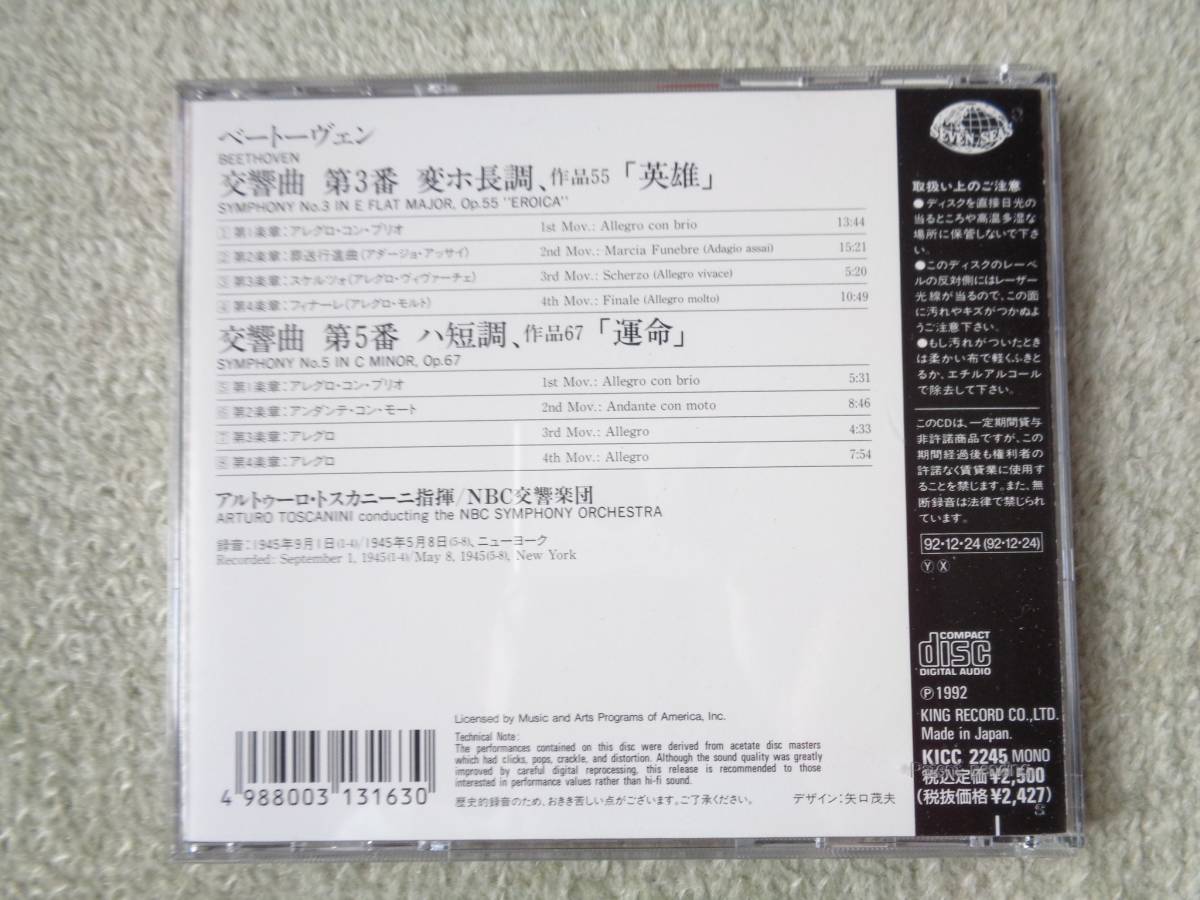 ベートーヴェン
BEETHOVEN
交響曲 第3番 変ホ長調、作品55「英雄」
SYMPHONY No.3 IN E FLAT MAJOR, Op.55 "EROICA"
1 第1楽章:アレグロ・コン・ブリオ 1st Mov.: Allegro con brio 13:44
2 第2楽章:葬送行進曲(アダージョ・アッサイ) 2nd Mov.: Marcia Funebre (Adagio assai) 15:21
3 第3楽章:スケルツォ(アレグロ・ヴィヴァーチェ) 3rd Mov.: Scherzo (Allegro vivace) 5:20
4 第4楽章:フィナーレ(アレグロ・モルト) 4th Mov.: Finale (Allegro molto) 10:49
交響曲 第5番 ハ短調、作品67「運命」
SYMPHONY No.5 IN C MINOR, Op.67
5 第1楽章:アレグロ・コン・ブリオ 1st Mov.: Allegro con brio 5:31
6 第2楽章:アンダンテ・コン・モート 2nd Mov.: Andante con moto 8:46
7 第3楽章:アレグロ 3rd Mov.: Allegro 4:33
8 第4楽章:アレグロ 4th Mov.: Allegro 7:54
アルトゥーロ・トスカニーニ指揮/NBC交響楽団
ARTURO TOSCANINI conducting the NBC SYMPHONY ORCHESTRA
録音:1945年9月1日(1-4)/1945年5月8日(5-8)、ニューヨーク
Recorded: September 1, 1945(1-4)/May 8, 1945(5-8), New York
Licensed by Music and Arts Programs of America, Inc.
Technical Note:
The performances contained on this disc were derived from acetate disc masters
which had clicks, pops, crackle, and distortion. Although the sound quality was greatly
improved by careful digital reprocessing, this release is recommended to those
interested in performance values rather than hi-fi sound.
歴史的録音のため、おきき苦しい点がございます。ご了承ください。
デザイン:矢口茂夫
4 988003 131630
SEVEN・SEAS
取扱い上のご注意
●ディスクを直接日光の
当るところや高温多湿な
場所に保管しないで下さ
い。
●このディスクのレーベ
ルの反対側にはレーザー
光線が当るので、この面
に汚れやキズがつかぬよ
うご注意下さい。
●もし汚れがついたとき
は柔かい布で軽くふきと
るか、エチルアルコール
で除去して下さい。
このCDは、一定期間貸与
非許諾商品ですが、この
期間経過後も権利者の
許諾なく賃貸業に使用す
ることを禁じます。また、無
断録音は法律で禁じられ
ています。
92・12・24(92・12・24)
Ⓨ Ⓧ
COMPACT
disc
DIGITAL AUDIO
Ⓟ1992
KING RECORD CO.,LTD.
Made in Japan.
KICC 2245 MONO
税込定価¥2,500
(税抜価格¥2,427)